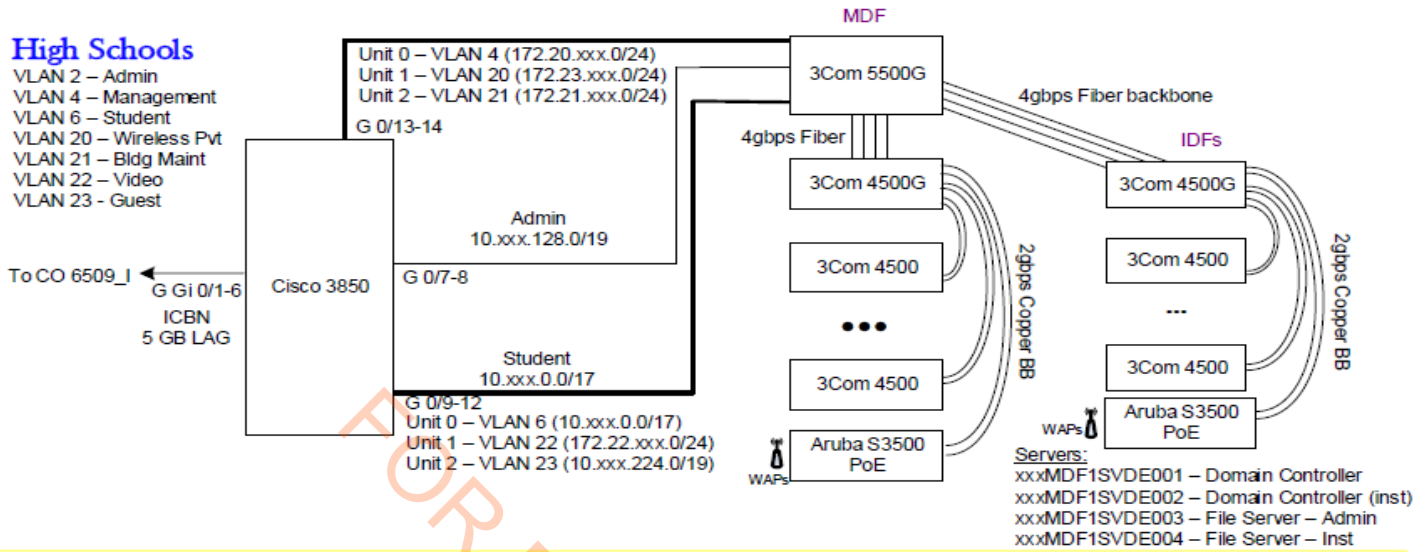 MDF
High Schools
VLAN 2 – Admin
VLAN 4 – Management
VLAN 6 – Student
VLAN 20 – Wireless Pvt
VLAN 21 – Bldg Maint
VLAN 22 – Video
VLAN 23 - Guest
Unit 0 – VLAN 4 (172.20.xxx.0/24)
Unit 1 – VLAN 20 (172.23.xxx.0/24)
Unit 2 – VLAN 21 (172.21.xxx.0/24)
G 0/13-14
3Com 5500G
4gbps Fiber backbone
4gbps Fiber
IDFs
3Com 4500G
3Com 4500G
Admin
10.xxx.128.0/19
3Com 4500
3Com 4500
2gbps Copper BB
2gbps Copper BB
To CO 6509_I
G Gi 0/1-6
ICBN
5 GB LAG
Cisco 3850
G 0/7-8
•••
---
Student
10.xxx.0.0/17
3Com 4500
3Com 4500
G 0/9-12
Unit 0 – VLAN 6 (10.xxx.0.0/17)
Unit 1 – VLAN 22 (172.22.xxx.0/24)
Unit 2 – VLAN 23 (10.xxx.224.0/19)
Aruba S3500
PoE
WAPs
Aruba S3500
PoE
WAPs
Servers:
xxxMDF1SVDE001 – Domain Controller
xxxMDF1SVDE002 – Domain Controller (inst)
xxxMDF1SVDE003 – File Server – Admin
xxxMDF1SVDE004 – File Server – Inst
FOR